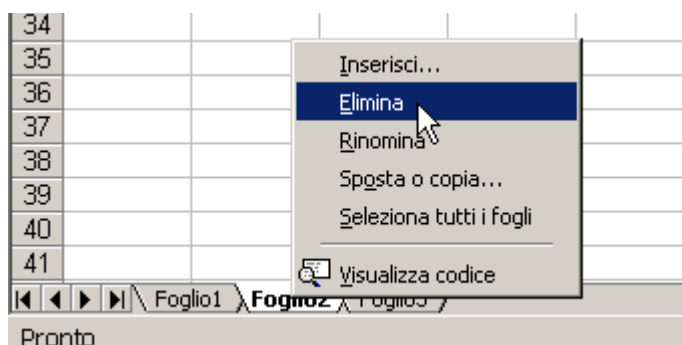 34
35
Inserisci...
36
Elimina
37
Rinomina
38
Sposta o copia...
39
Seleziona tutti i fogli
40
41
Visualizza codice
Foglio1 Foglio2 Foglio3
Pronto